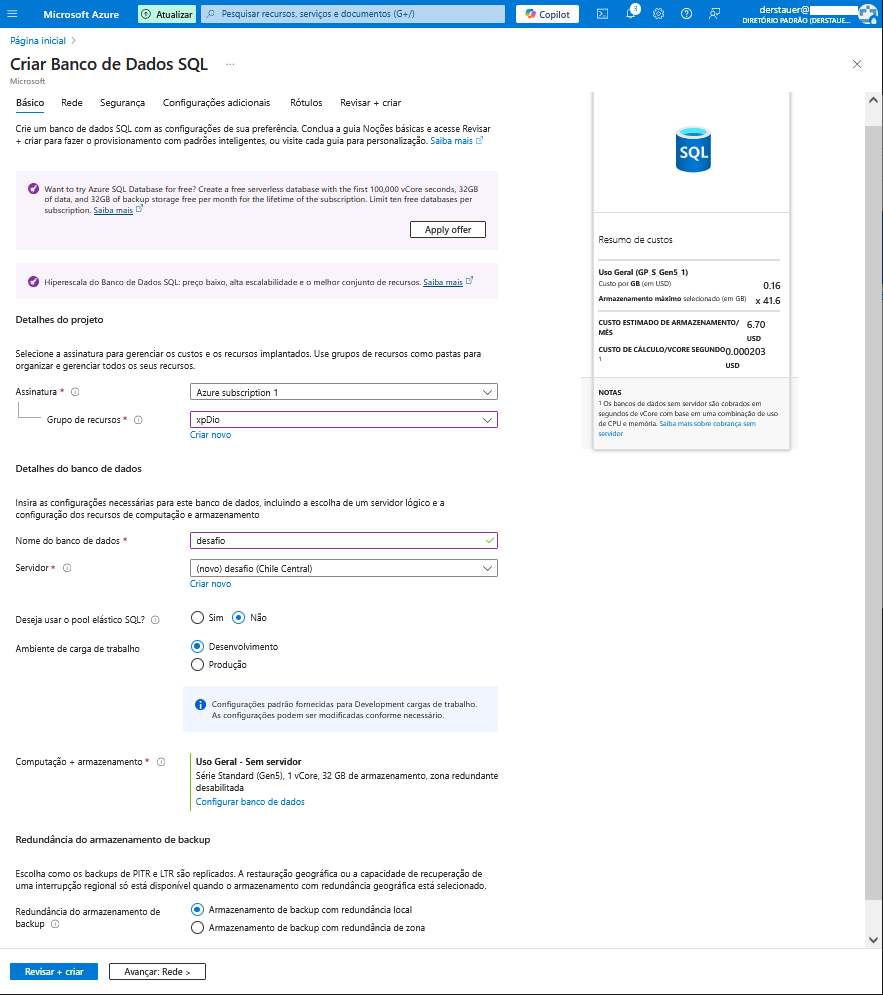 Microsoft Azure
Atualizar
Pesquisar recursos, serviços e documentos (G+/)
Copilot
3
derstauer@
DIRETÓRIO PADRÃO (DERSTAUE...
Página inicial >
Criar Banco de Dados SQL ...
Microsoft
Básico Rede Segurança Configurações adicionais Rótulos Revisar + criar
Crie um banco de dados SQL com as configurações de sua preferência. Conclua a guia Noções básicas e acesse Revisar
+ criar para fazer o provisionamento com padrões inteligentes, ou visite cada guia para personalização. Saiba mais
Want to try Azure SQL Database for free? Create a free serverless database with the first 100,000 vCore seconds, 32GB
of data, and 32GB of backup storage free per month for the lifetime of the subscription. Limit ten free databases per
subscription. Saiba mais
Apply offer
Hiperescala do Banco de Dados SQL: preço baixo, alta escalabilidade e o melhor conjunto de recursos. Saiba mais
Detalhes do projeto
Selecione a assinatura para gerenciar os custos e os recursos implantados. Use grupos de recursos como pastas para
organizar e gerenciar todos os seus recursos.
Assinatura * Azure subscription 1
Grupo de recursos * xpDio
Criar novo
Detalhes do banco de dados
Insira as configurações necessárias para este banco de dados, incluindo a escolha de um servidor lógico e a
configuração dos recursos de computação e armazenamento
Nome do banco de dados * desafio
Servidor * (novo) desafio (Chile Central)
Criar novo
Deseja usar o pool elástico SQL? Sim Não
Ambiente de carga de trabalho Desenvolvimento
Produção
Configurações padrão fornecidas para Development cargas de trabalho.
As configurações podem ser modificadas conforme necessário.
Computação + armazenamento * Uso Geral - Sem servidor
Série Standard (Gen5), 1 vCore, 32 GB de armazenamento, zona redundante
desabilitada
Configurar banco de dados
Redundância do armazenamento de backup
Escolha como os backups de PITR e LTR são replicados. A restauração geográfica ou a capacidade de recuperação de
uma interrupção regional só está disponível quando o armazenamento com redundância geográfica está selecionado.
Redundância do armazenamento de
backup
Armazenamento de backup com redundância local
Armazenamento de backup com redundância de zona
Revisar + criar
Avançar: Rede >
SQL
Resumo de custos
Uso Geral (GP_S_Gen5_1)
Custo por GB (em USD) 0.16
Armazenamento máximo selecionado (em GB) x 41.6
CUSTO ESTIMADO DE ARMAZENAMENTO/
MÊS
6.70
USD
CUSTO DE CÁLCULO/VCORE SEGUNDO
1
0.000203
USD
NOTAS
1 Os bancos de dados sem servidor são cobrados em
segundos de vCore com base em uma combinação de uso
de CPU e memória. Saiba mais sobre cobrança sem
servidor